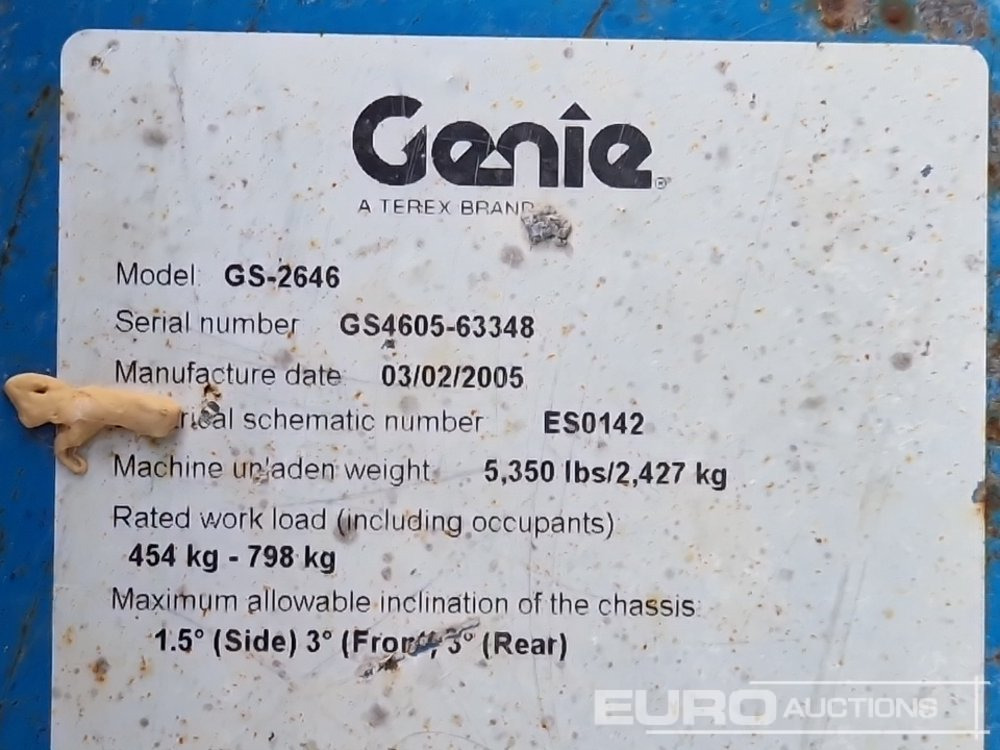 Genie®
A TEREX BRAND
Model: GS-2646
Serial number GS4605-63348
Manufacture date: 03/02/2005
schematic number ES0142
Machine unladen weight: 5,350 lbs/2,427 kg
Rated work load (including occupants):
454 kg - 798 kg
Maximum allowable inclination of the chassis:
1.5° (Side) 3° (Front), 3° (Rear)
EURO AUCTIONS